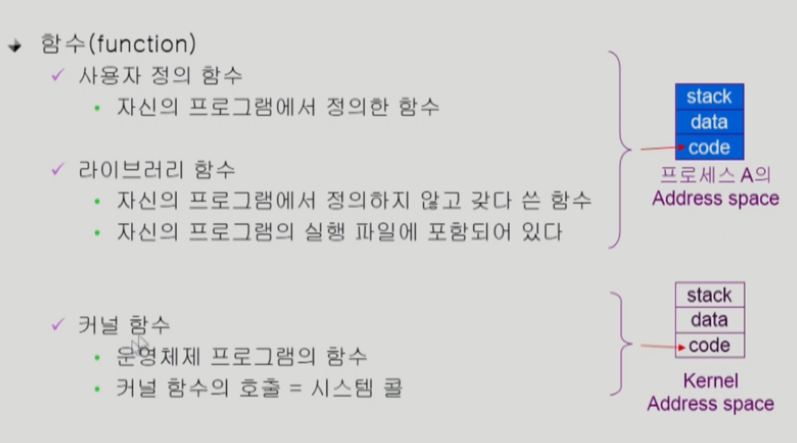 함수(function)
사용자 정의 함수
자신의 프로그램에서 정의한 함수
라이브러리 함수
자신의 프로그램에서 정의하지 않고 갖다 쓴 함수
자신의 프로그램의 실행 파일에 포함되어 있다
stack
data
code
프로세스 A의
Address space
커널 함수
운영체제 프로그램의 함수
커널 함수의 호출 = 시스템 콜
stack
data
code
Kernel
Address space